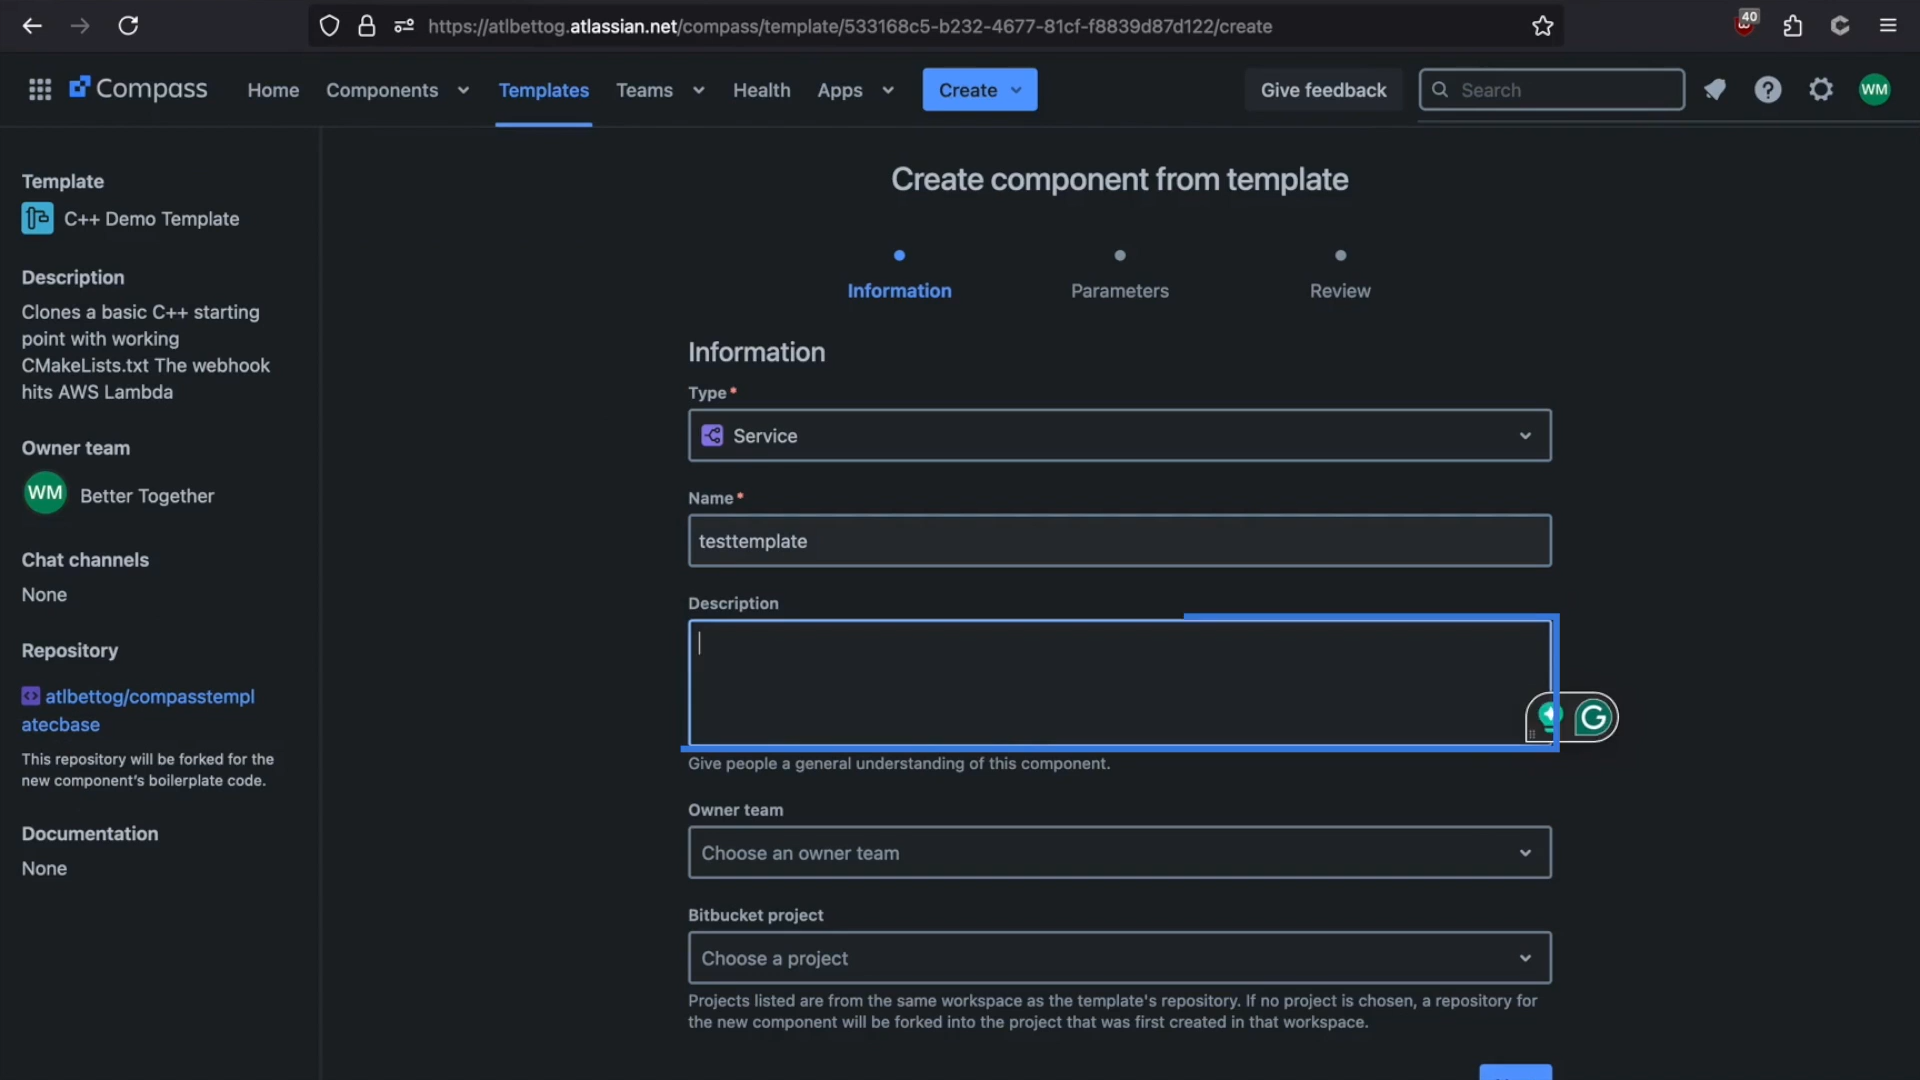 https://atlbettog.atlassian.net/compass/template/533168c5-b232-4677-81cf-f8839d87d122/create
40
Compass
Home
Components
Templates
Teams
Health
Apps
Create
Give feedback
Search
WM
Template
C++ Demo Template
Description
Clones a basic C++ starting
point with working
CMakeLists.txt The webhook
hits AWS Lambda
Owner team
WM
Better Together
Chat channels
None
Repository
atlbettog/compasstempl
atecbase
This repository will be forked for the
new component's boilerplate code.
Documentation
None
Create component from template
Information
Parameters
Review
Information
Type*
Service
Name*
testtemplate
Description
Give people a general understanding of this component.
Owner team
Choose an owner team
Bitbucket project
Choose a project
Projects listed are from the same workspace as the template's repository. If no project is chosen, a repository for
the new component will be forked into the project that was first created in that workspace.